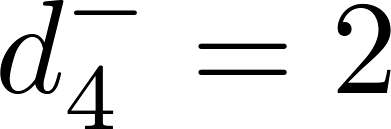 $d_4^- = 2$